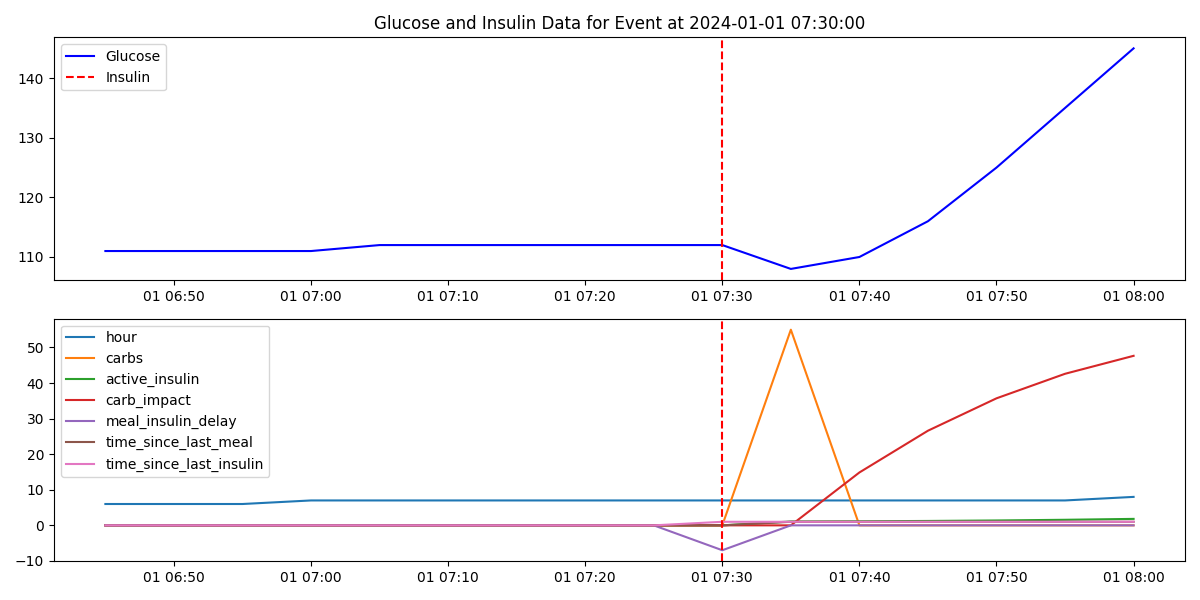 Glucose and Insulin Data for Event at 2024-01-01 07:30:00
Glucose
Insulin
140
130
120
110
01 06:50 01 07:00 01 07:10 01 07:20 01 07:30 01 07:40 01 07:50 01 08:00
hour
carbs
active_insulin
carb_impact
meal_insulin_delay
time_since_last_meal
time_since_last_insulin
50
40
30
20
10
0
−10
01 06:50 01 07:00 01 07:10 01 07:20 01 07:30 01 07:40 01 07:50 01 08:00